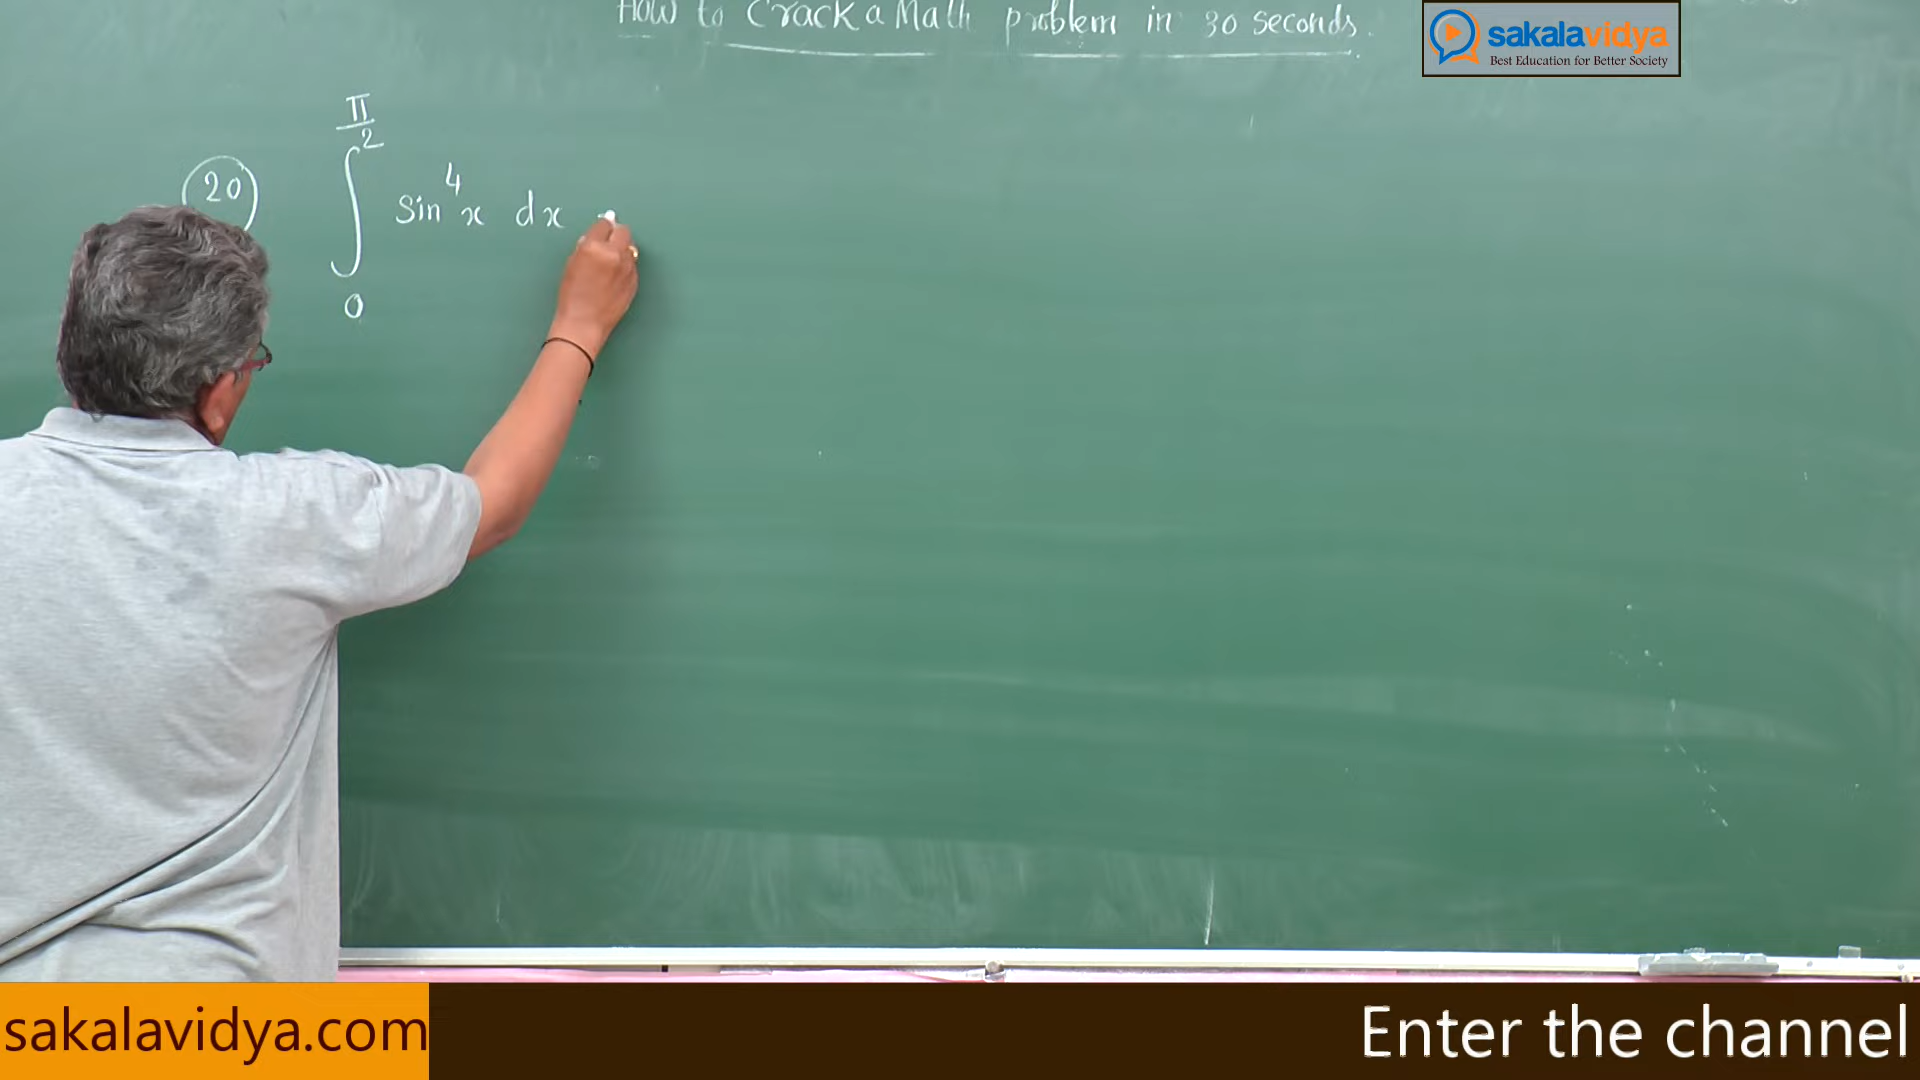 How to Crack a Math problem in 30 seconds.
sakalavidya
Best Education for Better Society
20 ∫₀^(π/2) sin⁴x dx
sakalavidya.com
Enter the channel